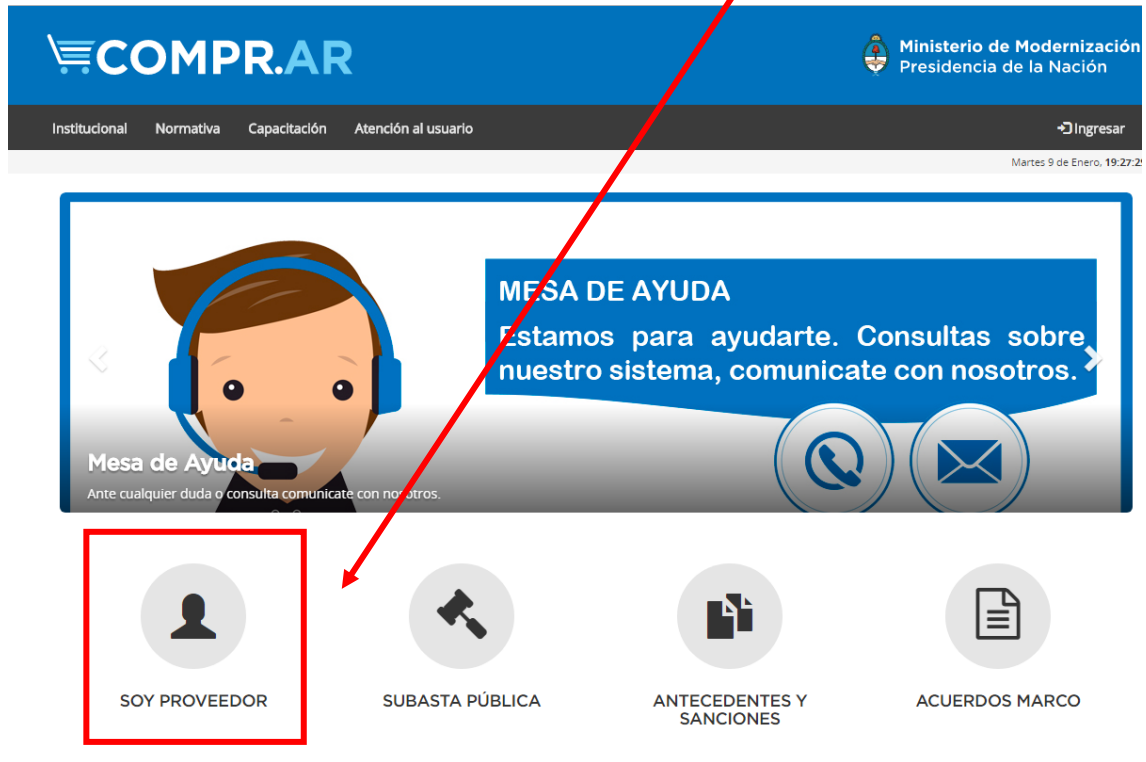 COMPR.AR
Ministerio de Modernización
Presidencia de la Nación
Institucional Normativa Capacitación Atención al usuario Ingresar
Martes 9 de Enero, 19:27:29
MESA DE AYUDA
Estamos para ayudarte. Consultas sobre
nuestro sistema, comunicate con nosotros.
Mesa de Ayuda
Ante cualquier duda o consulta comunicate con nosotros.
SOY PROVEEDOR
SUBASTA PÚBLICA
ANTECEDENTES Y
SANCIONES
ACUERDOS MARCO